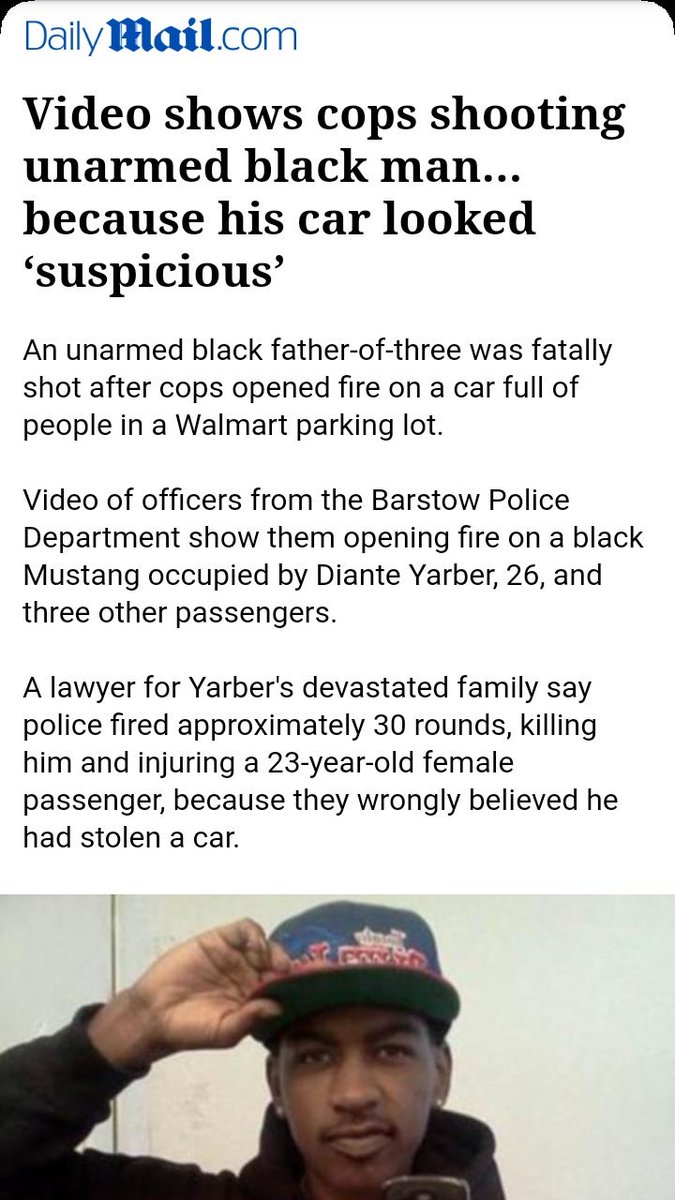 DailyMail.com
Video shows cops shooting
unarmed black man...
because his car looked
‘suspicious’
An unarmed black father-of-three was fatally
shot after cops opened fire on a car full of
people in a Walmart parking lot.
Video of officers from the Barstow Police
Department show them opening fire on a black
Mustang occupied by Diante Yarber, 26, and
three other passengers.
A lawyer for Yarber's devastated family say
police fired approximately 30 rounds, killing
him and injuring a 23-year-old female
passenger, because they wrongly believed he
had stolen a car.